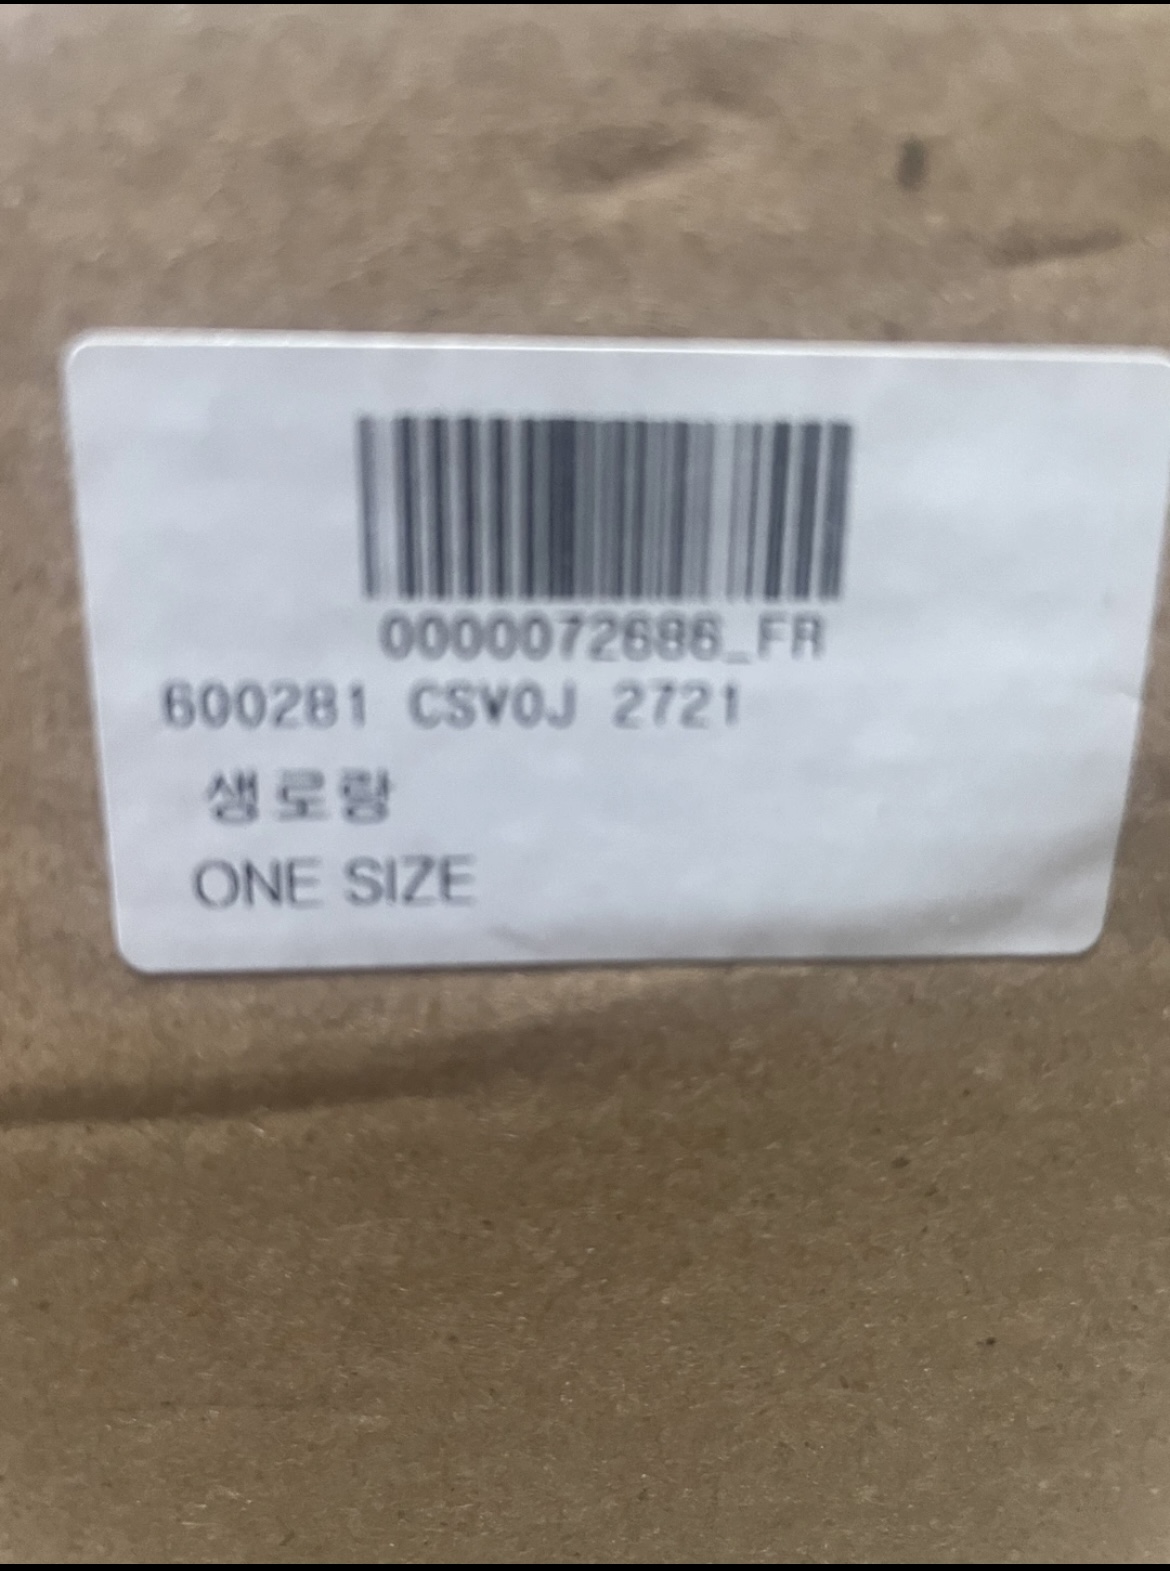 0000072686_FR
600281 CSV0J 2721
생로랑
ONE SIZE